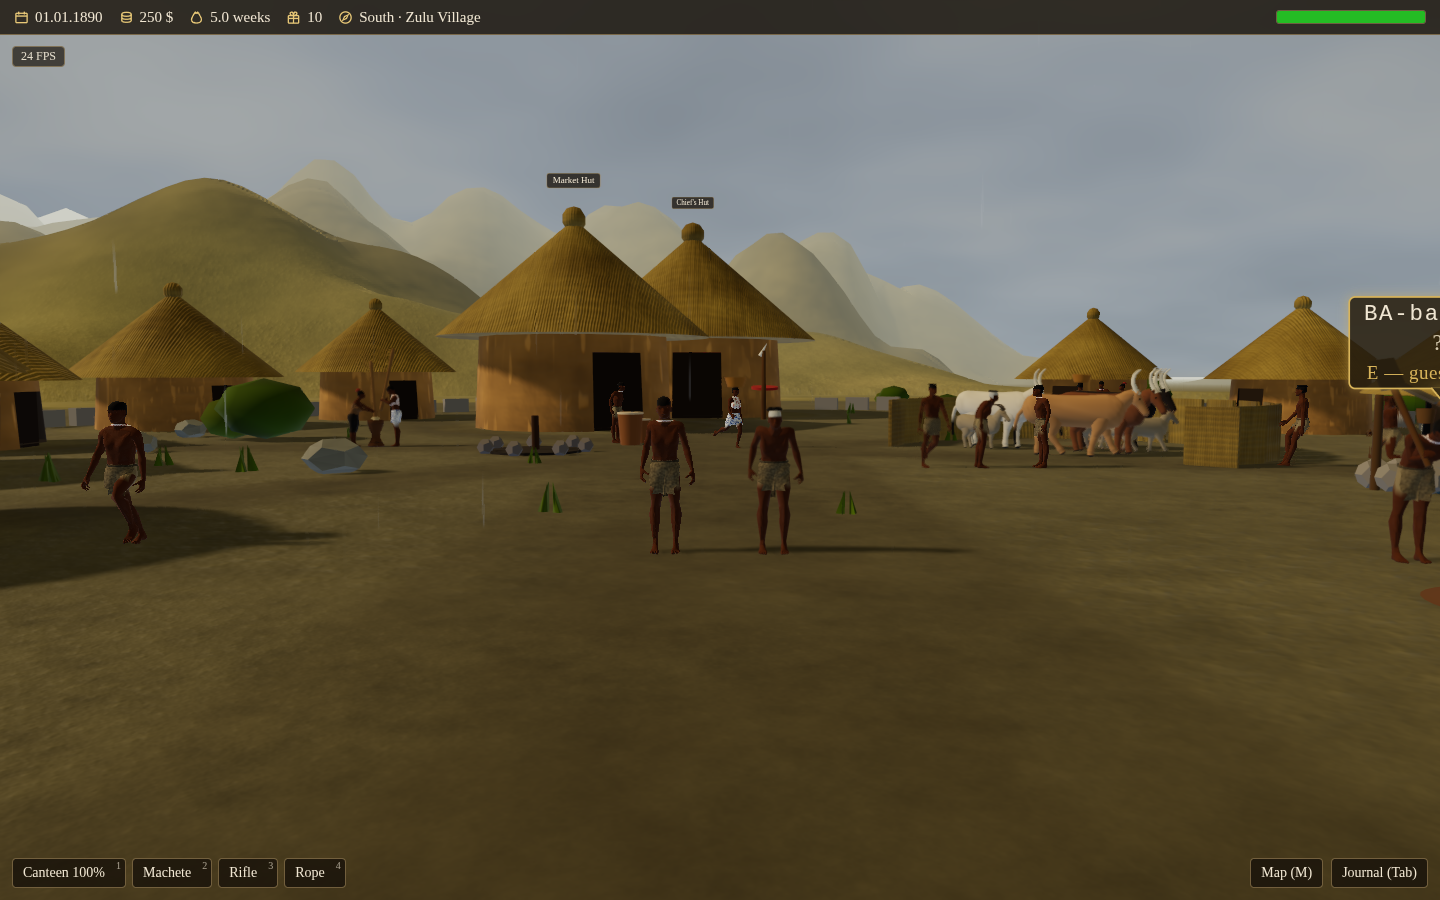 01.01.1890 250 $ 5.0 weeks 10 South · Zulu Village
24 FPS
Market Hut
Chief's Hut
BA-ba
?
E — gues
Canteen 100% 1 Machete 2 Rifle 3 Rope 4 Map (M) Journal (Tab)